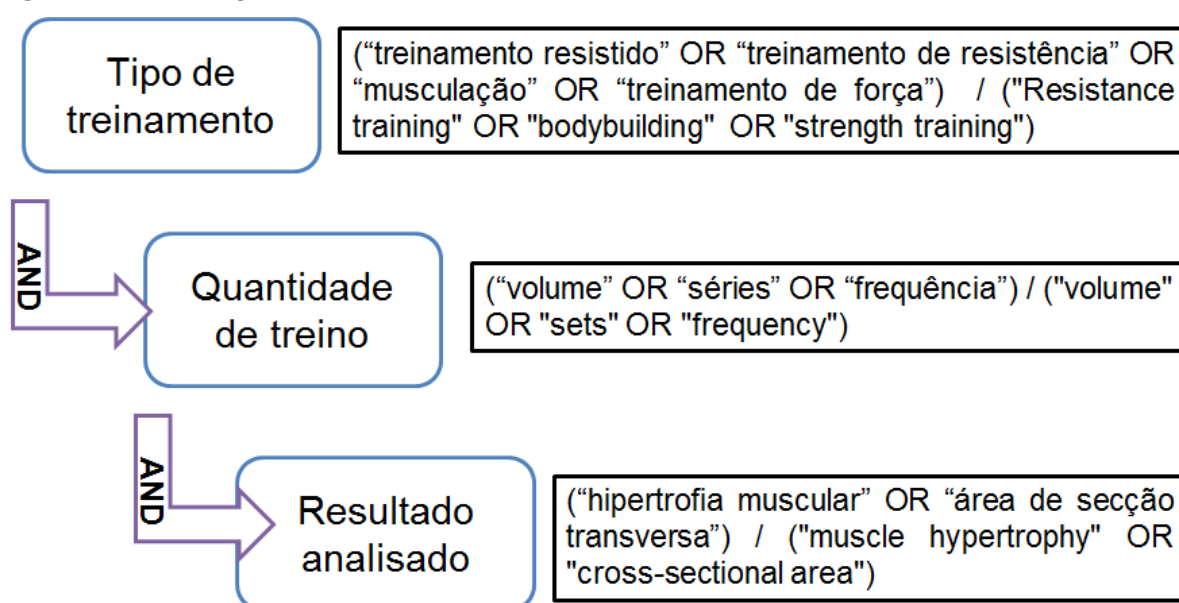 Tipo de
treinamento
(“treinamento resistido” OR “treinamento de resistência” OR
“musculação” OR “treinamento de força”) / ("Resistance
training" OR "bodybuilding" OR "strength training")
AND
Quantidade
de treino
(“volume” OR “séries” OR “frequência”) / ("volume"
OR "sets" OR "frequency")
AND
Resultado
analisado
(“hipertrofia muscular” OR “área de secção
transversa”) / ("muscle hypertrophy" OR
"cross-sectional area")